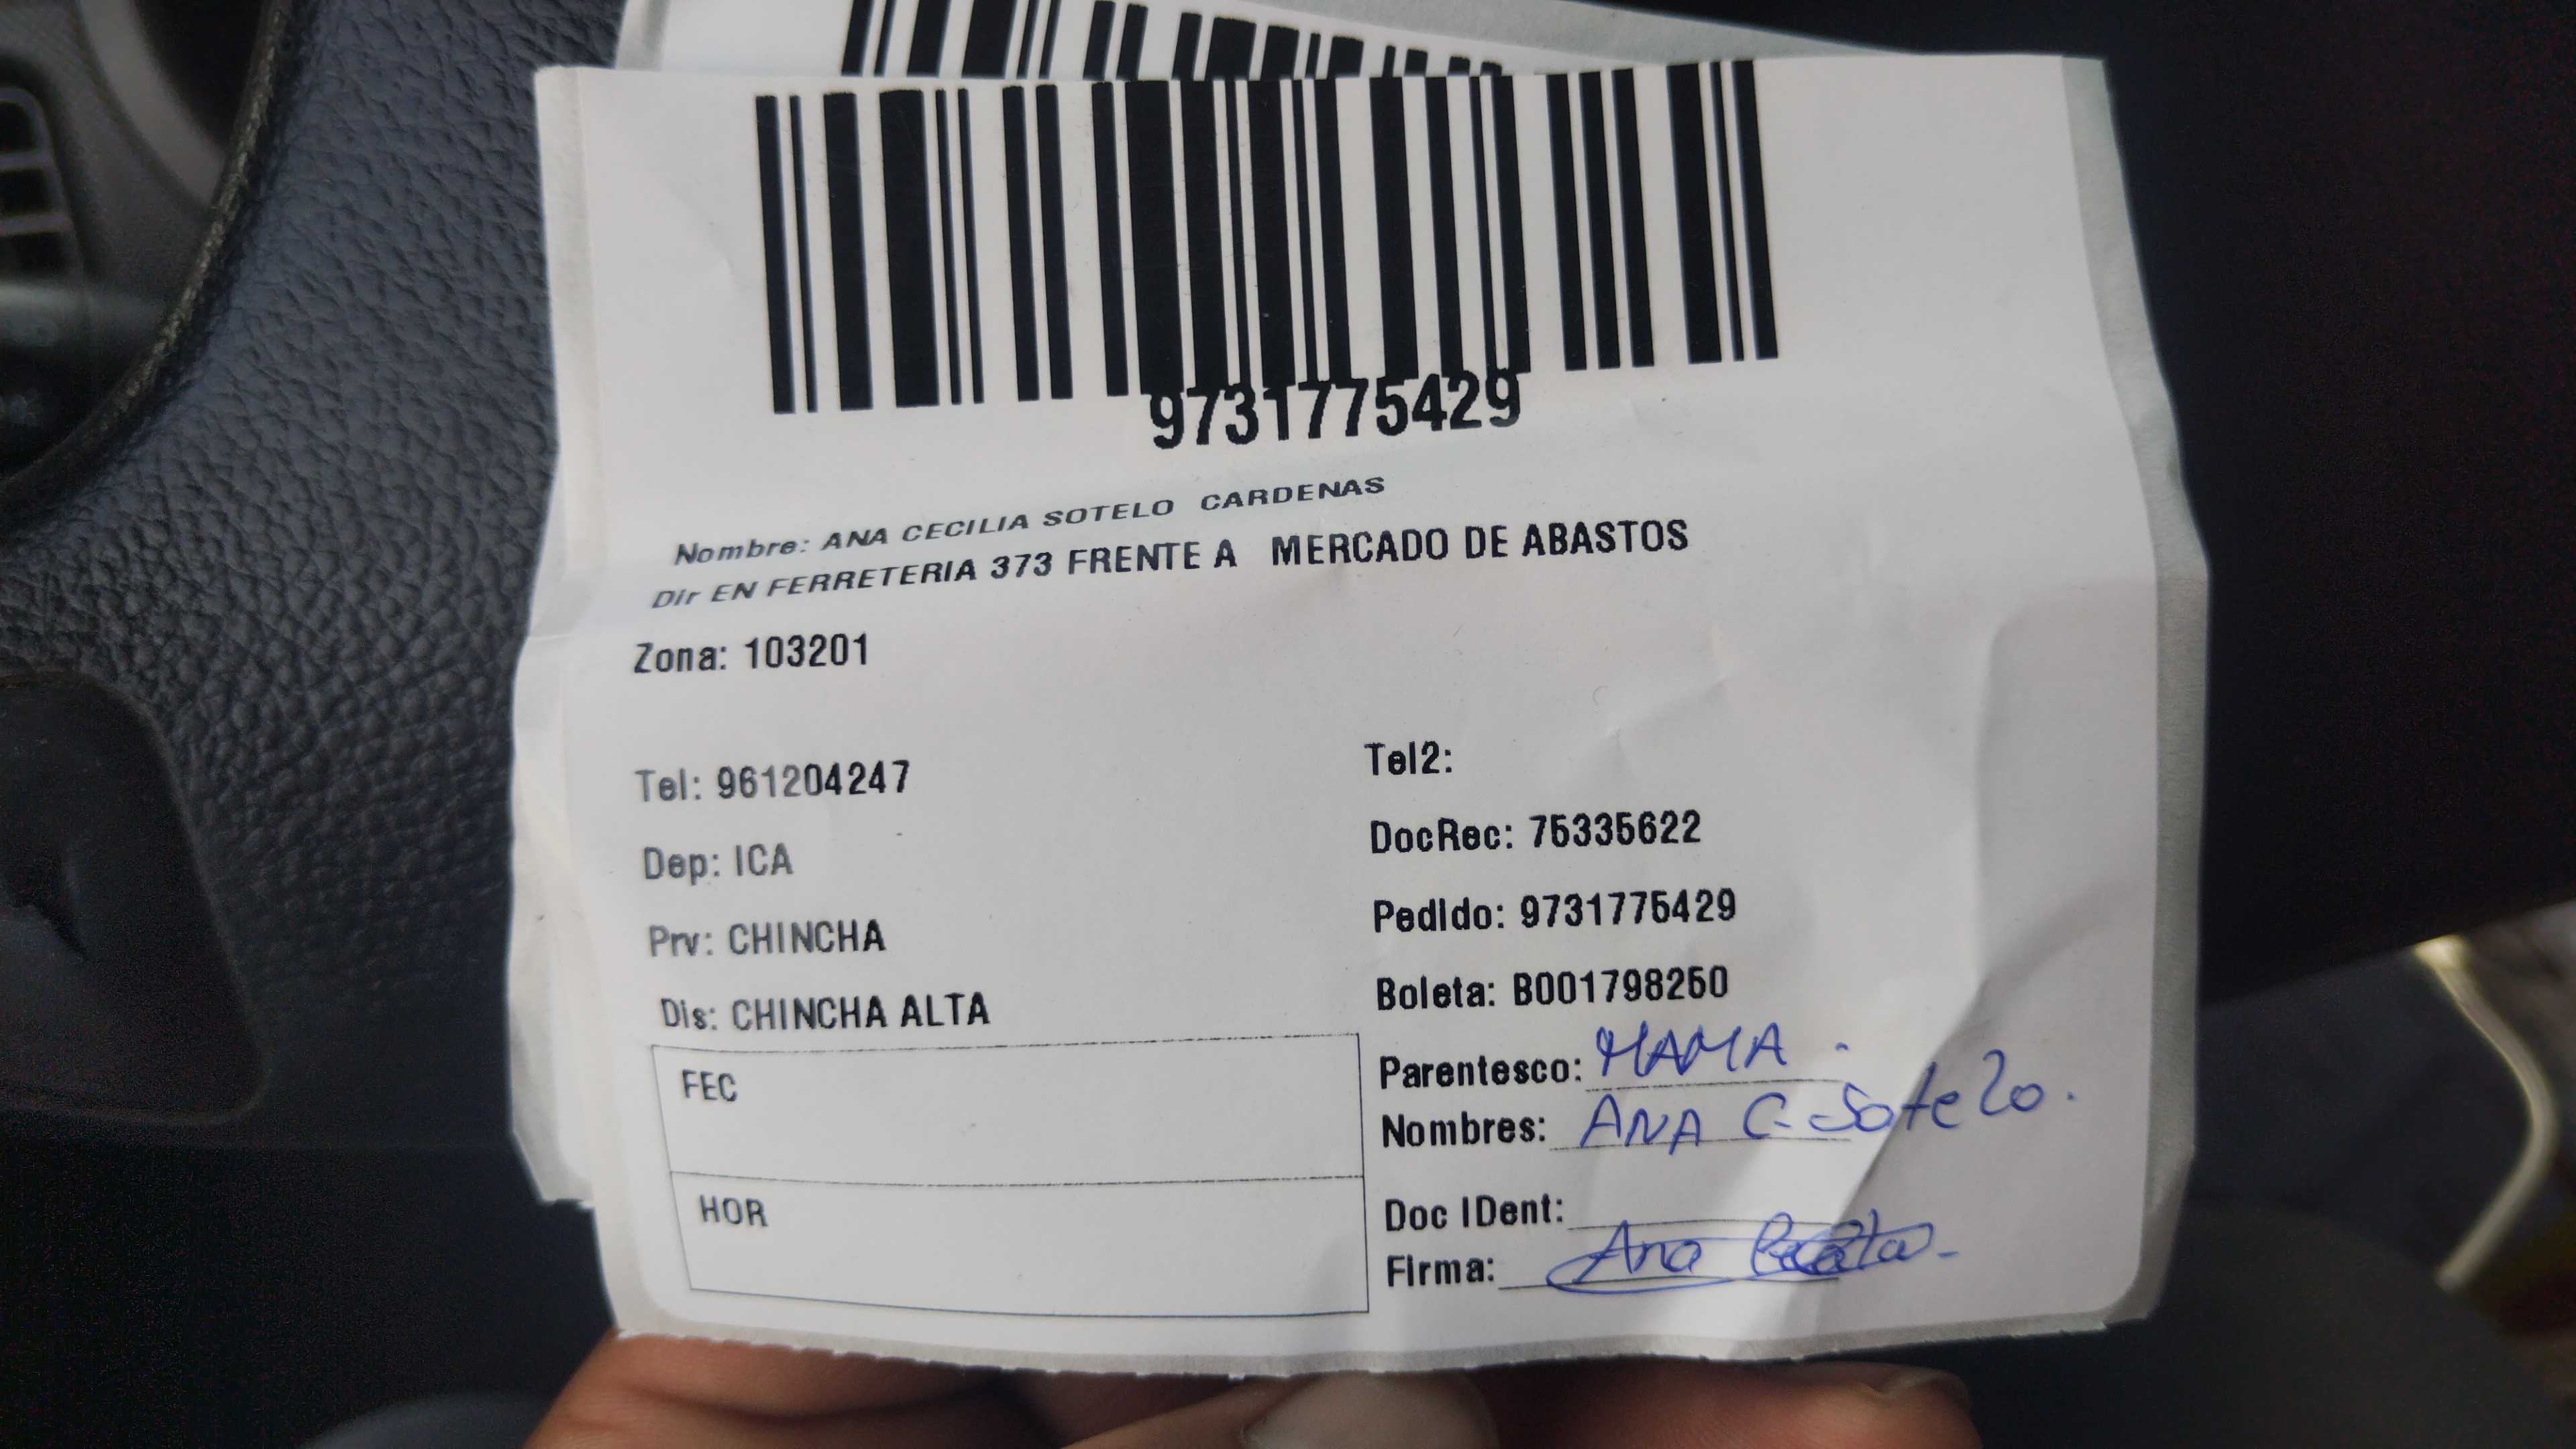 9731775429
Nombre: ANA CECILIA SOTELO CARDENAS
Dir EN FERRETERIA 373 FRENTE A MERCADO DE ABASTOS
Zona: 103201
Tel: 961204247
Tel2:
Dep: ICA
DocRec: 75335622
Prv: CHINCHA
Pedido: 9731775429
Dis: CHINCHA ALTA
Boleta: B001798250
Parentesco: MAMA.
FEC
Nombres: ANA C. Sotelo.
HOR
Doc IDent:
Firma: Ana